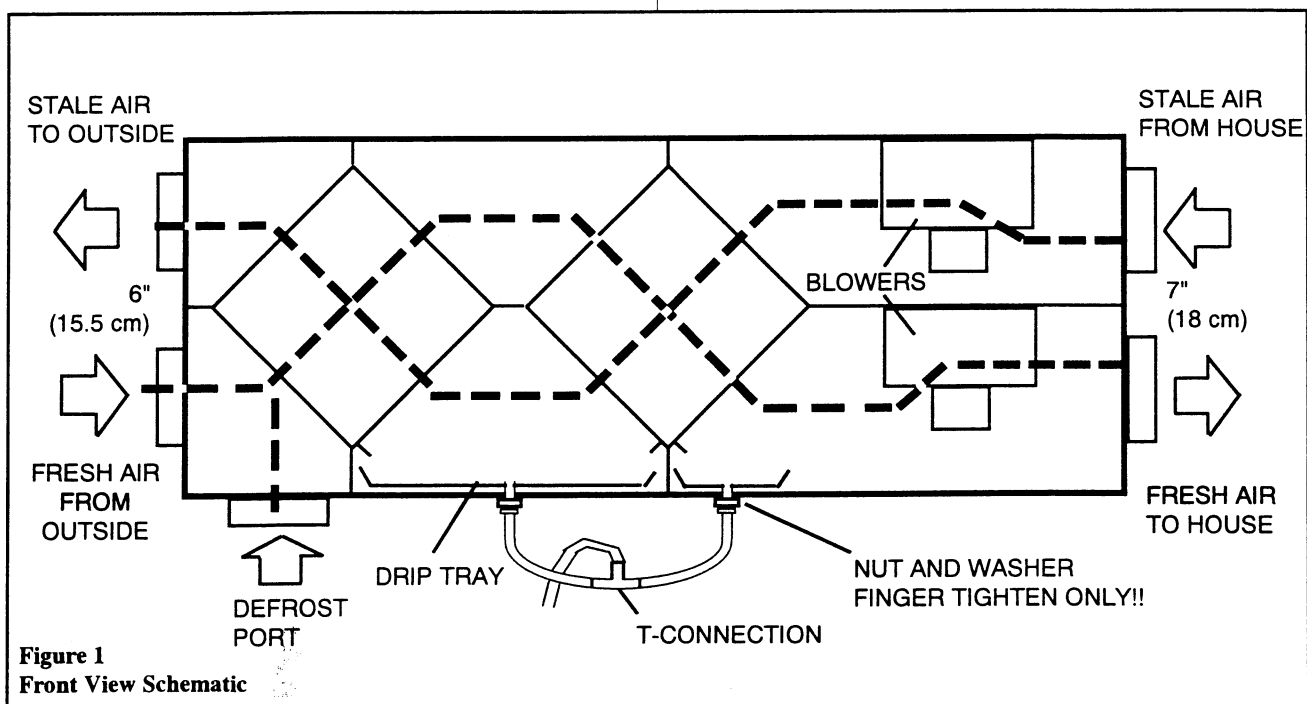 STALE AIR
TO OUTSIDE
STALE AIR
FROM HOUSE
BLOWERS
6"
(15.5 cm)
7"
(18 cm)
FRESH AIR
FROM
OUTSIDE
FRESH AIR
TO HOUSE
DRIP TRAY
NUT AND WASHER
FINGER TIGHTEN ONLY!!
DEFROST
PORT
T-CONNECTION
Figure 1
Front View Schematic